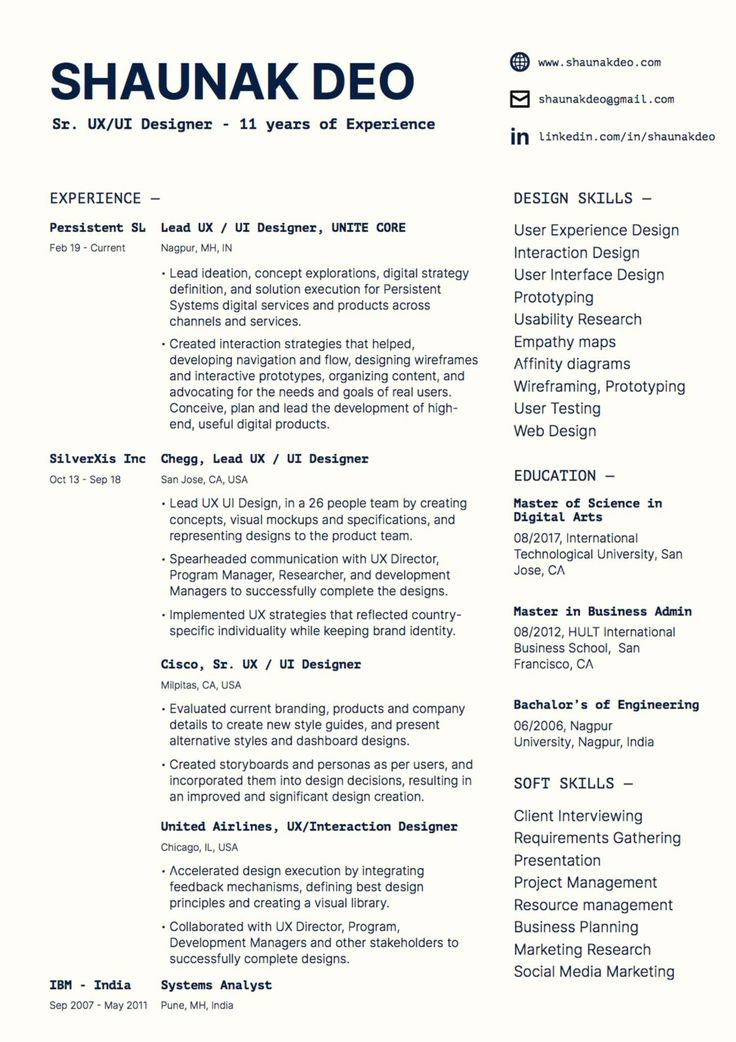 SHAUNAK DEO
Sr. UX/UI Designer - 11 years of Experience
www.shaunakdeo.com
shaunakdeo@gmail.com
in linkedin.com/in/shaunakdeo
EXPERIENCE —
Persistent SL Lead UX / UI Designer, UNITE CORE
Feb 19 - Current Nagpur, MH, IN
• Lead ideation, concept explorations, digital strategy
definition, and solution execution for Persistent
Systems digital services and products across
channels and services.
• Created interaction strategies that helped,
developing navigation and flow, designing wireframes
and interactive prototypes, organizing content, and
advocating for the needs and goals of real users.
Conceive, plan and lead the development of high-
end, useful digital products.
SilverXis Inc Chegg, Lead UX / UI Designer
Oct 13 - Sep 18 San Jose, CA, USA
• Lead UX UI Design, in a 26 people team by creating
concepts, visual mockups and specifications, and
representing designs to the product team.
• Spearheaded communication with UX Director,
Program Manager, Researcher, and development
Managers to successfully complete the designs.
• Implemented UX strategies that reflected country-
specific individuality while keeping brand identity.
Cisco, Sr. UX / UI Designer
Milpitas, CA, USA
• Evaluated current branding, products and company
details to create new style guides, and present
alternative styles and dashboard designs.
• Created storyboards and personas as per users, and
incorporated them into design decisions, resulting in
an improved and significant design creation.
United Airlines, UX/Interaction Designer
Chicago, IL, USA
• Accelerated design execution by integrating
feedback mechanisms, defining best design
principles and creating a visual library.
• Collaborated with UX Director, Program,
Development Managers and other stakeholders to
successfully complete designs.
IBM - India Systems Analyst
Sep 2007 - May 2011 Pune, MH, India
DESIGN SKILLS —
User Experience Design
Interaction Design
User Interface Design
Prototyping
Usability Research
Empathy maps
Affinity diagrams
Wireframing, Prototyping
User Testing
Web Design
EDUCATION —
Master of Science in
Digital Arts
08/2017, International
Technological University, San
Jose, CA
Master in Business Admin
08/2012, HULT International
Business School, San
Francisco, CA
Bachelor's of Engineering
06/2006, Nagpur
University, Nagpur, India
SOFT SKILLS —
Client Interviewing
Requirements Gathering
Presentation
Project Management
Resource management
Business Planning
Marketing Research
Social Media Marketing